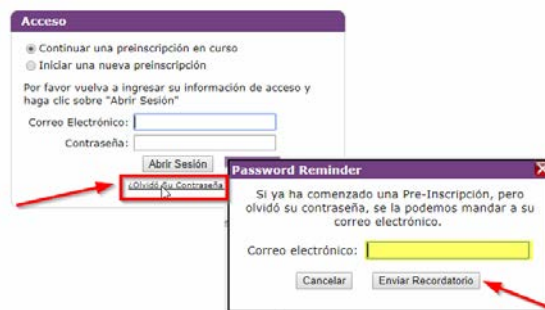 Acceso
Continuar una preinscripción en curso
Iniciar una nueva preinscripción
Por favor vuelva a ingresar su información de acceso y
haga clic sobre "Abrir Sesión"
Correo Electrónico:
Contraseña:
Abrir Sesión
¿Olvidó Su Contraseña
Password Reminder
X
Si ya ha comenzado una Pre-Inscripción, pero
olvidó su contraseña, se la podemos mandar a su
correo electrónico.
Correo electrónico:
Cancelar Enviar Recordatorio